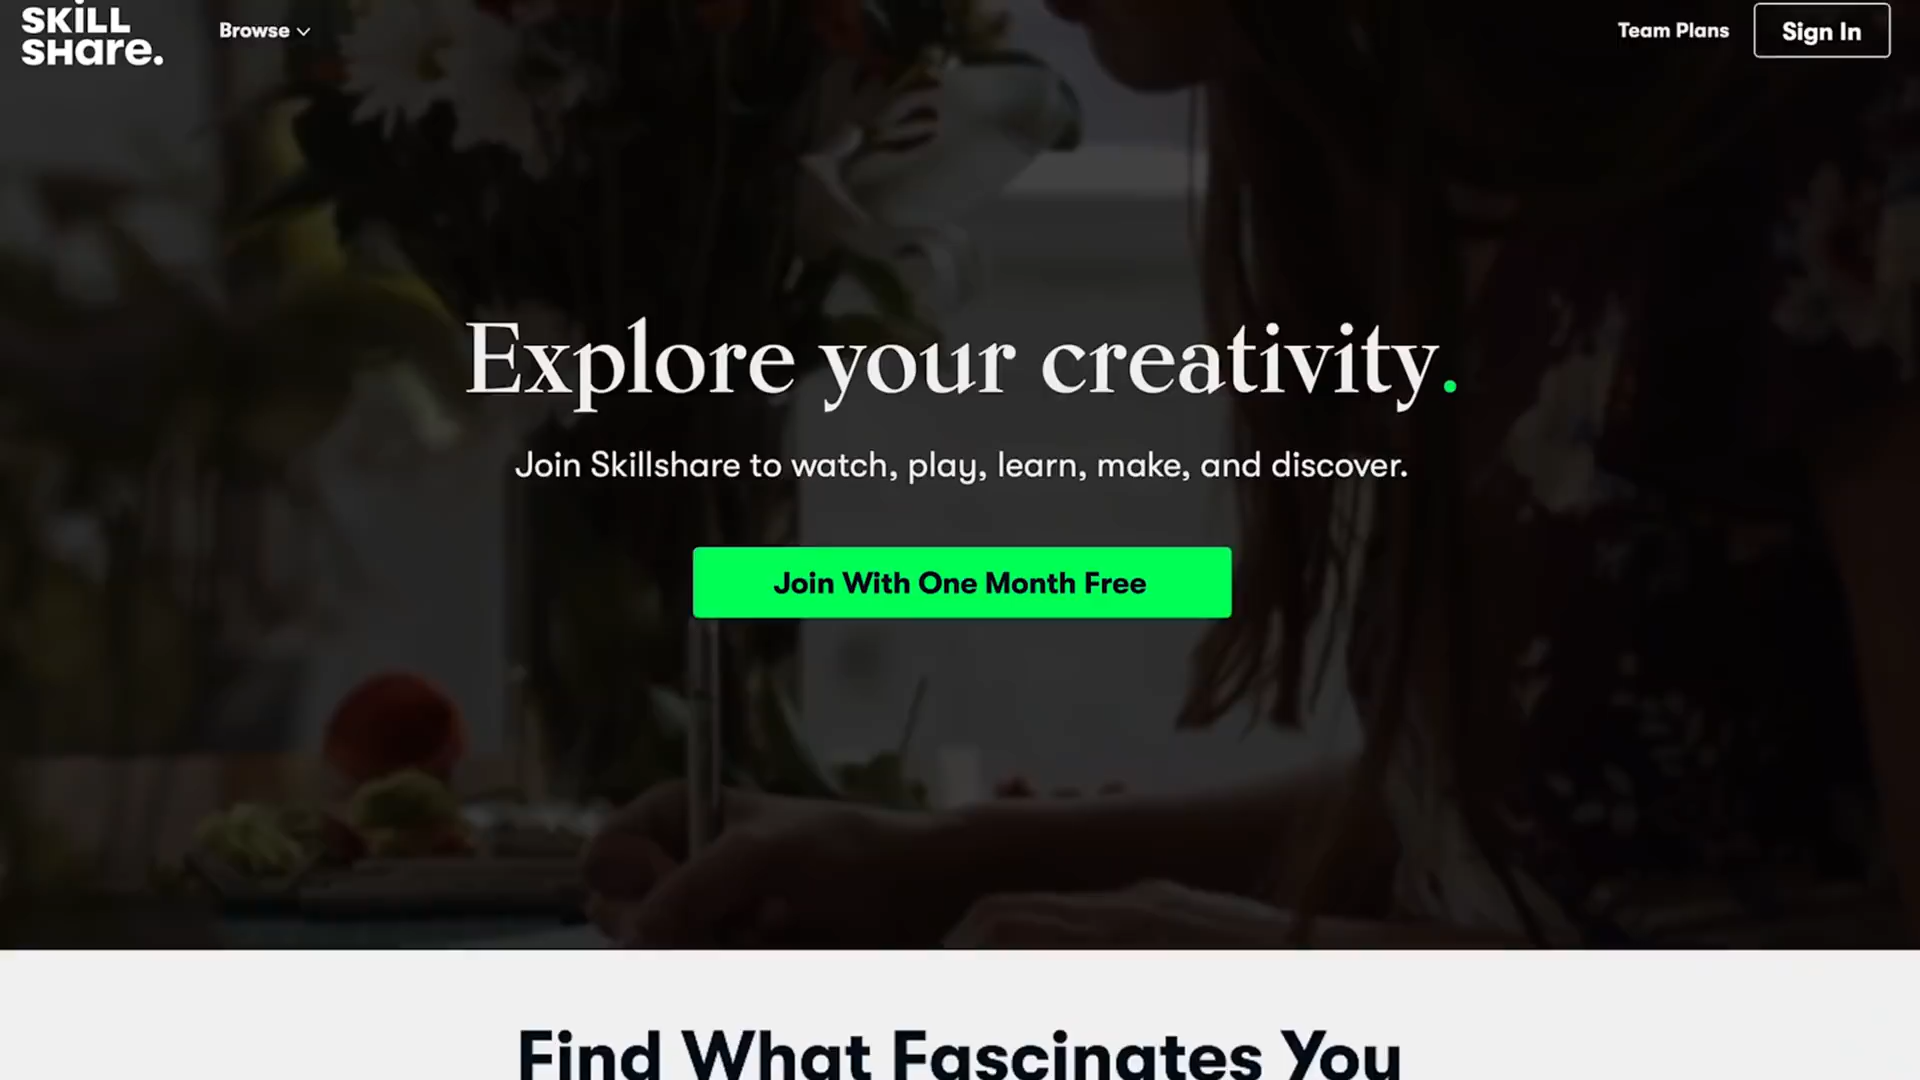 SKiLL
SHare.
Browse
Team Plans
Sign In
Explore your creativity.
Join Skillshare to watch, play, learn, make, and discover.
Join With One Month Free
Find What Fascinates You